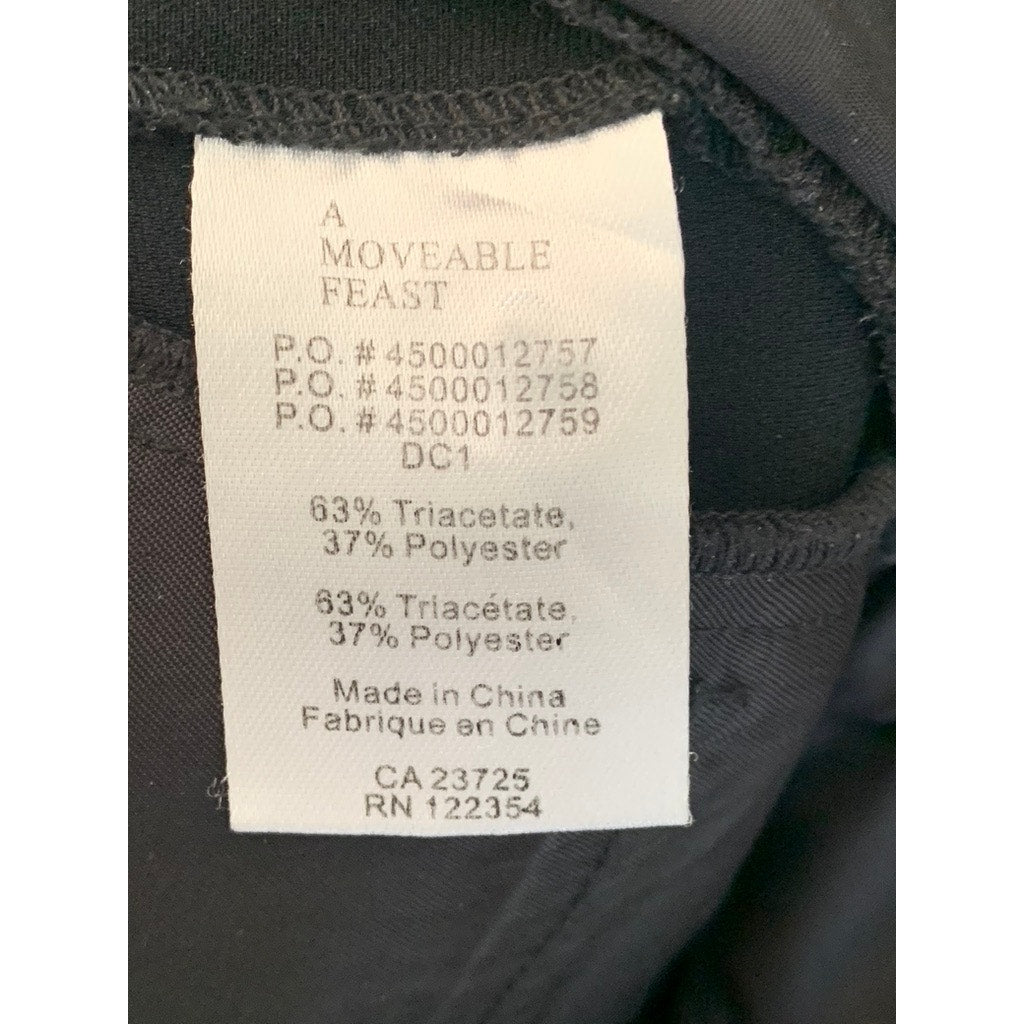 A
MOVEABLE
FEAST
P.O. # 4500012757
P.O. # 4500012758
P.O. # 4500012759
DC1
63% Triacetate,
37% Polyester
63% Triacétate,
37% Polyester
Made in China
Fabrique en Chine
CA 23725
RN 122354